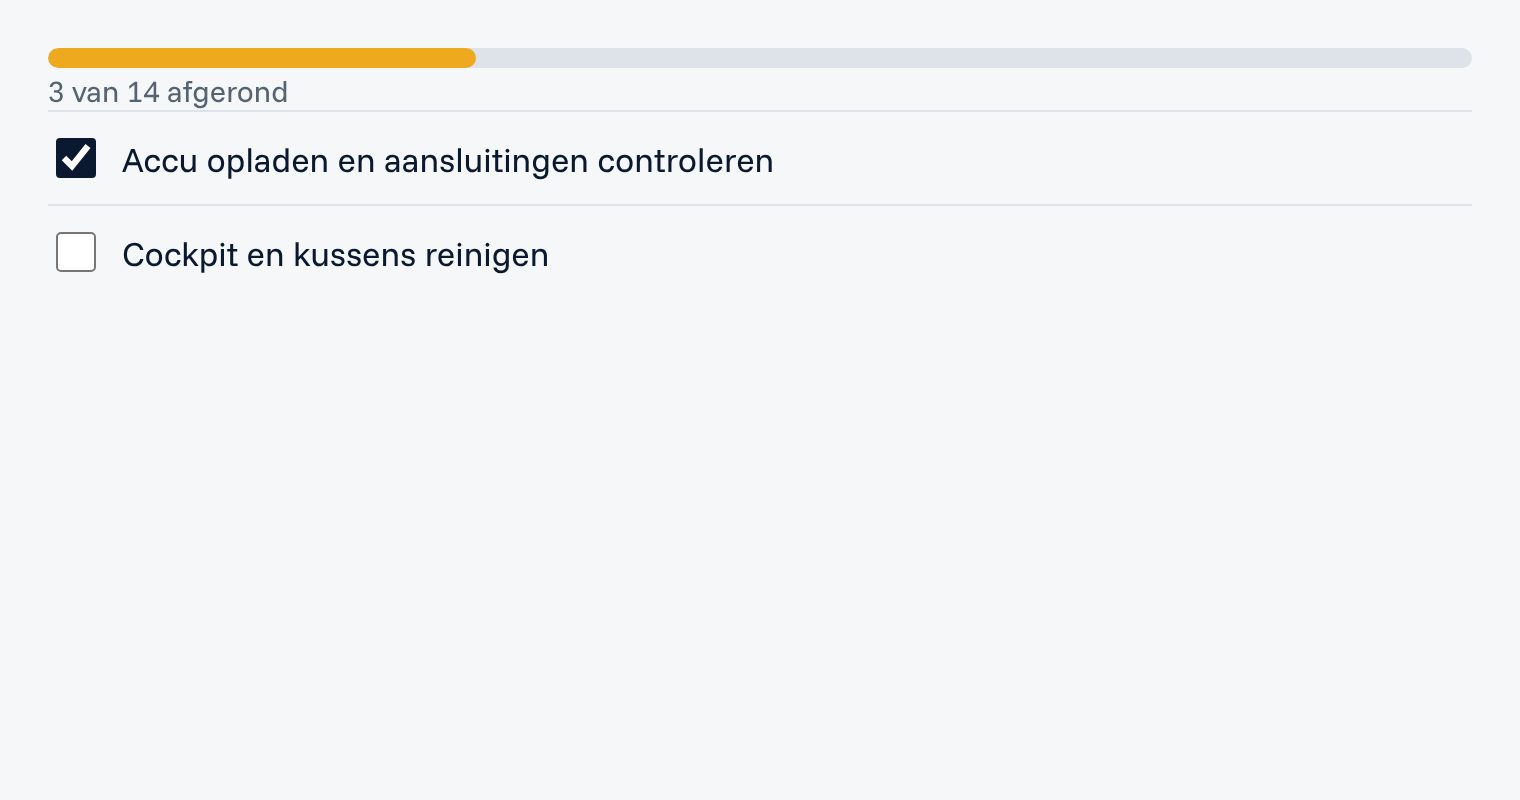 3 van 14 afgerond
Accu opladen en aansluitingen controleren
Cockpit en kussens reinigen